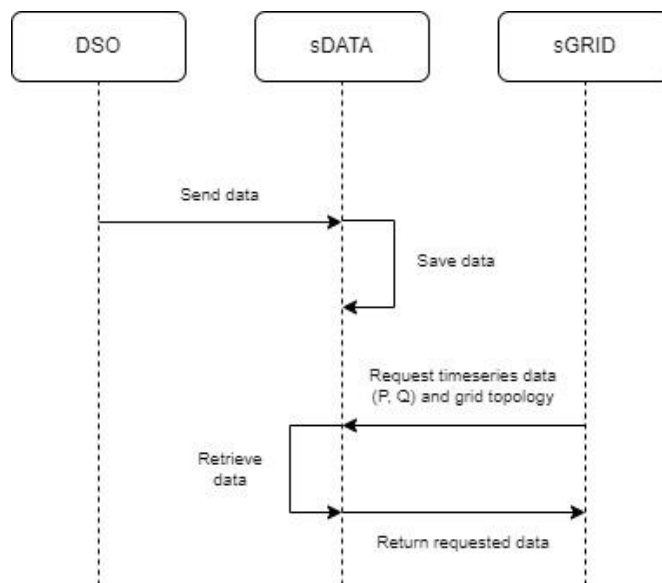 DSO
sDATA
sGRID
Send data
Save data
Request timeseries data
(P, Q) and grid topology
Retrieve
data
Return requested data